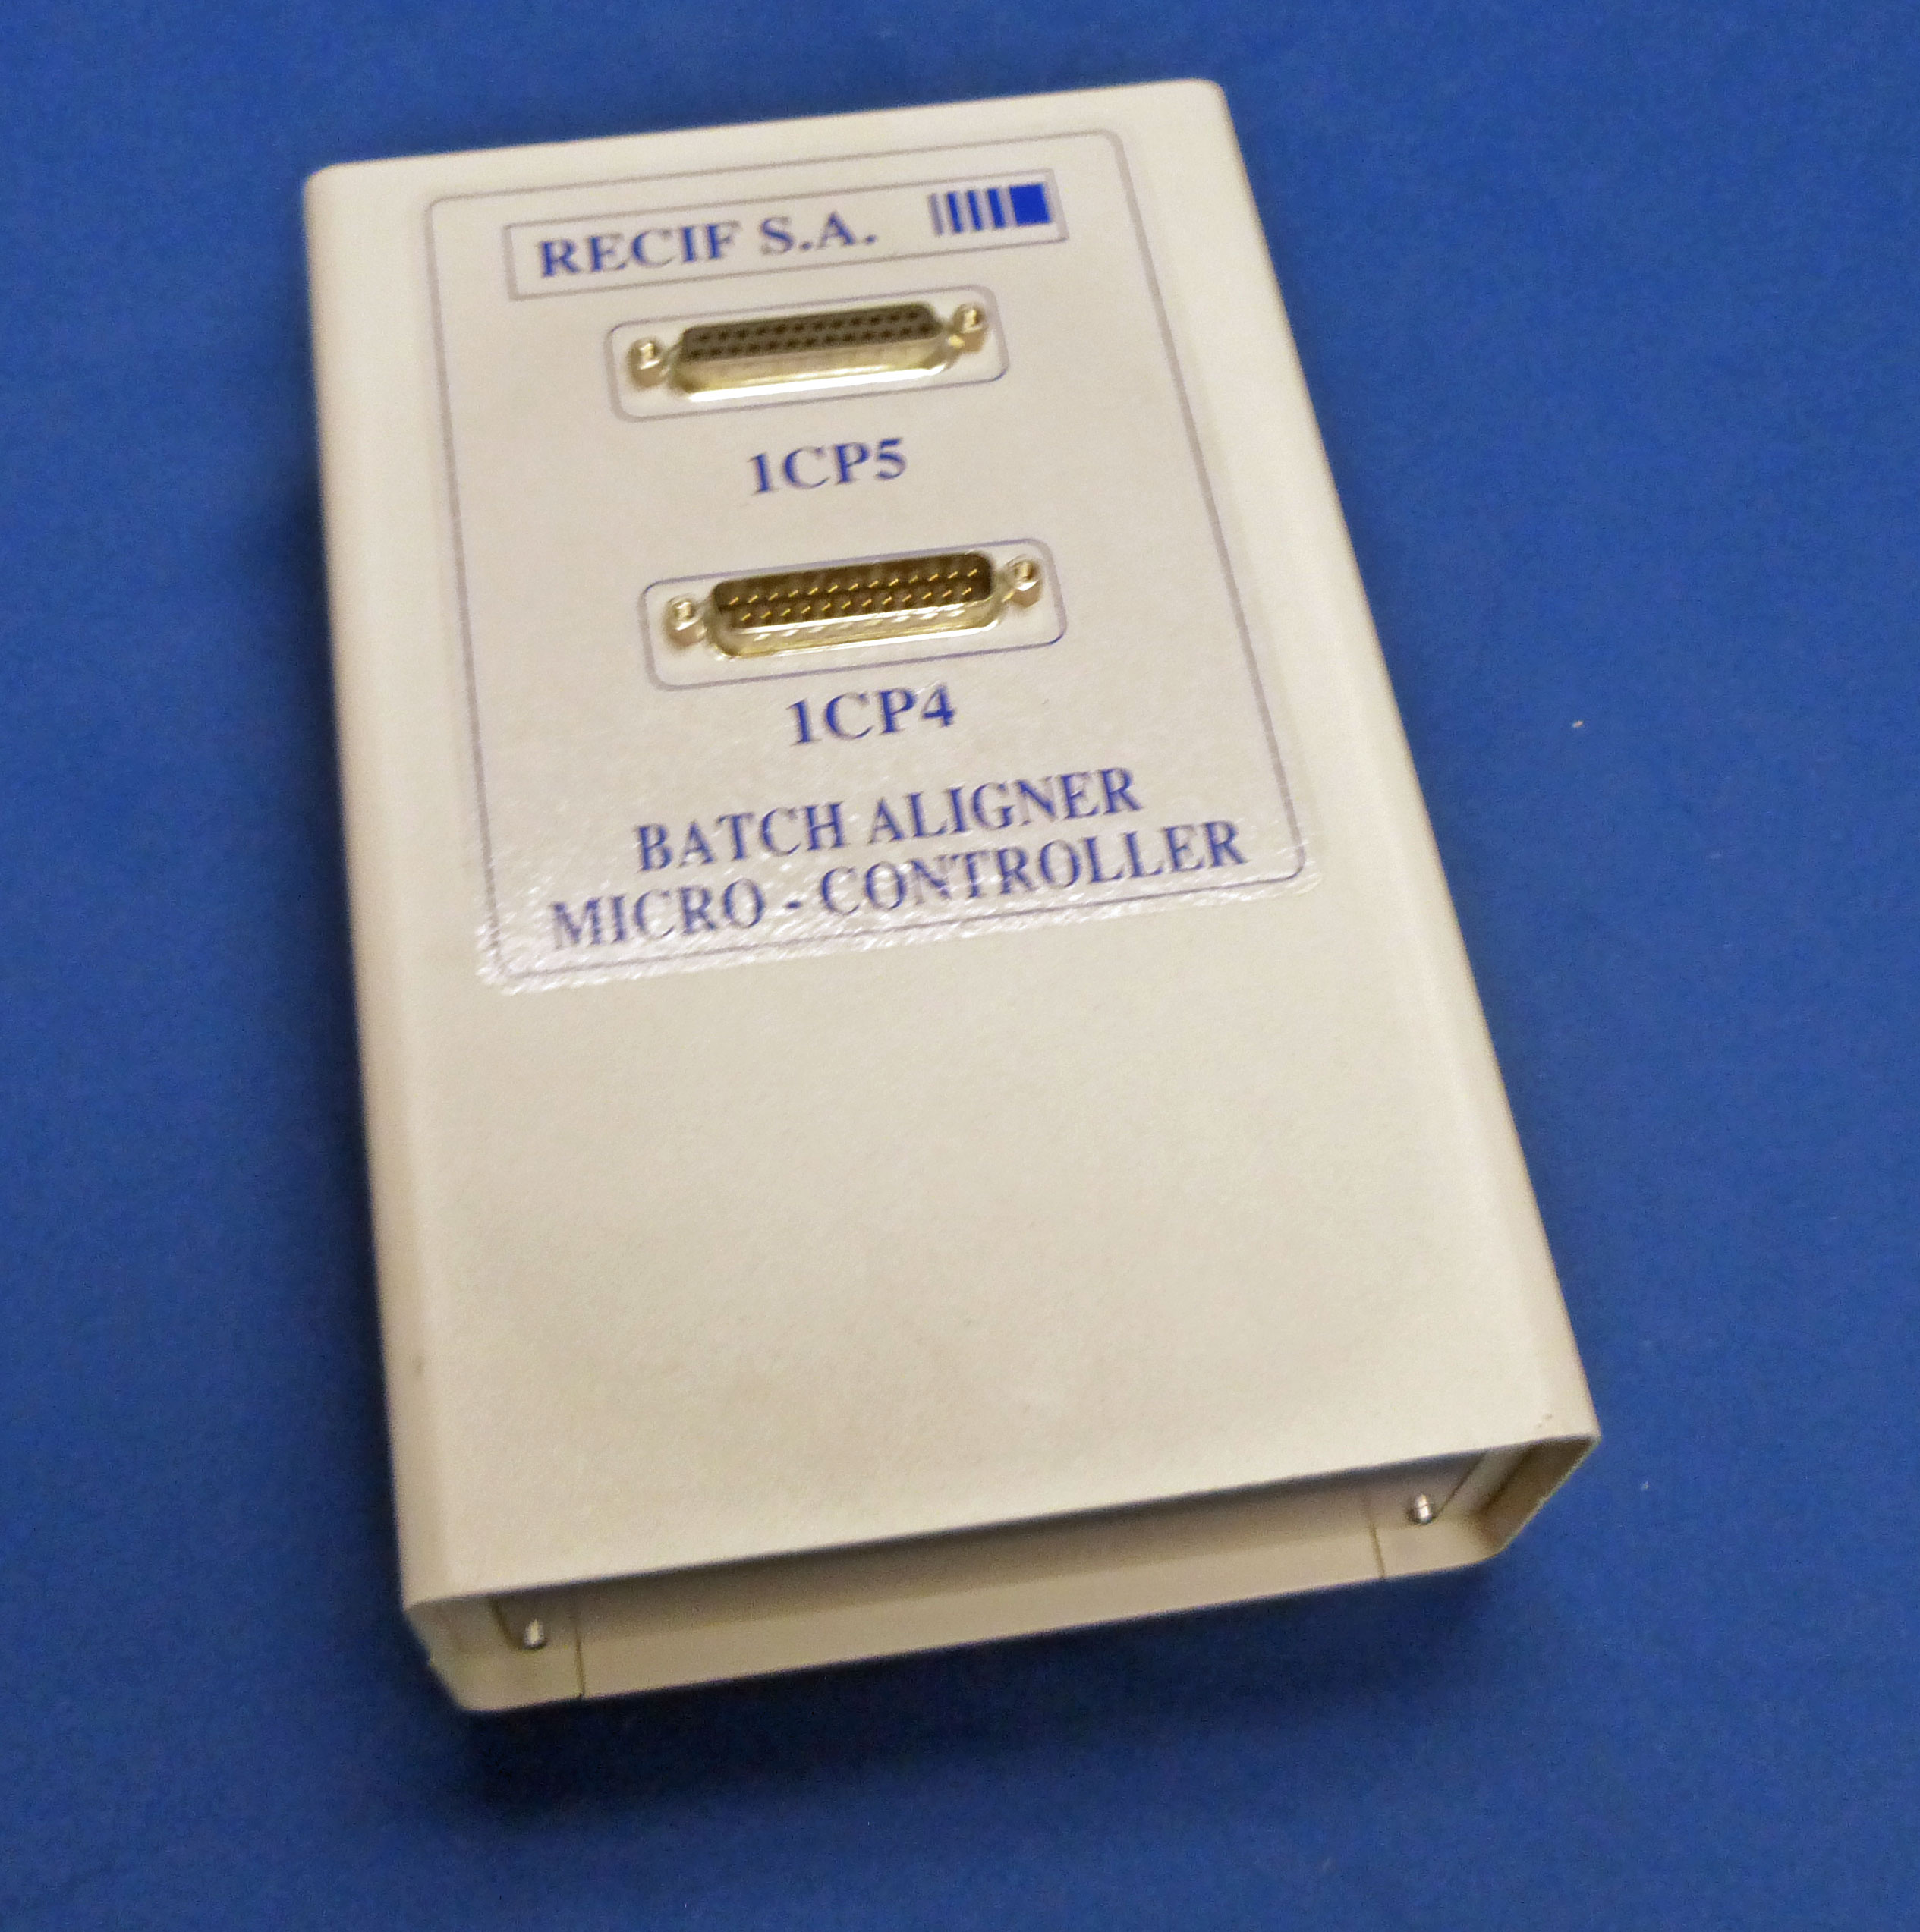 RECIF S.A.
1CP5
1CP4
BATCH ALIGNER
MICRO - CONTROLLER